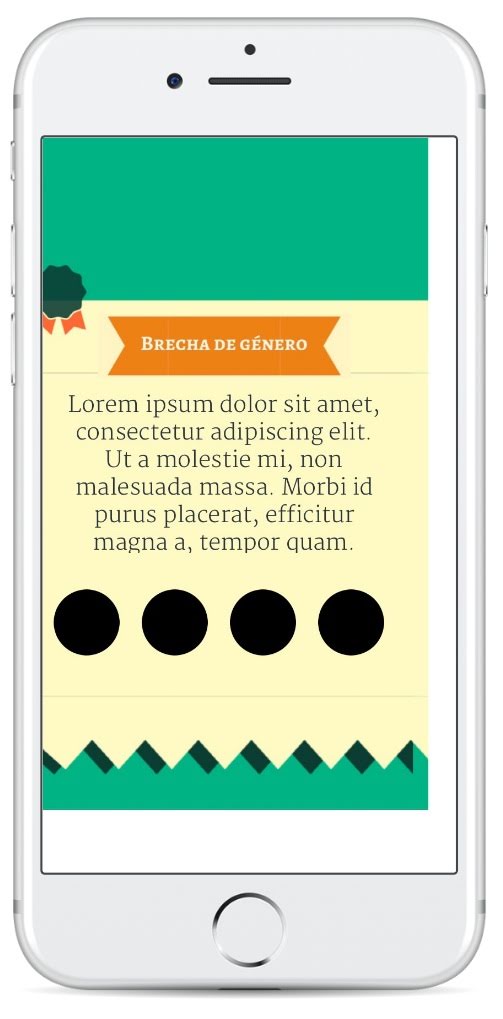 Brecha de género
Lorem ipsum dolor sit amet,
consectetur adipiscing elit.
Ut a molestie mi, non
malesuada massa. Morbi id
purus placerat, efficitur
magna a, tempor quam.